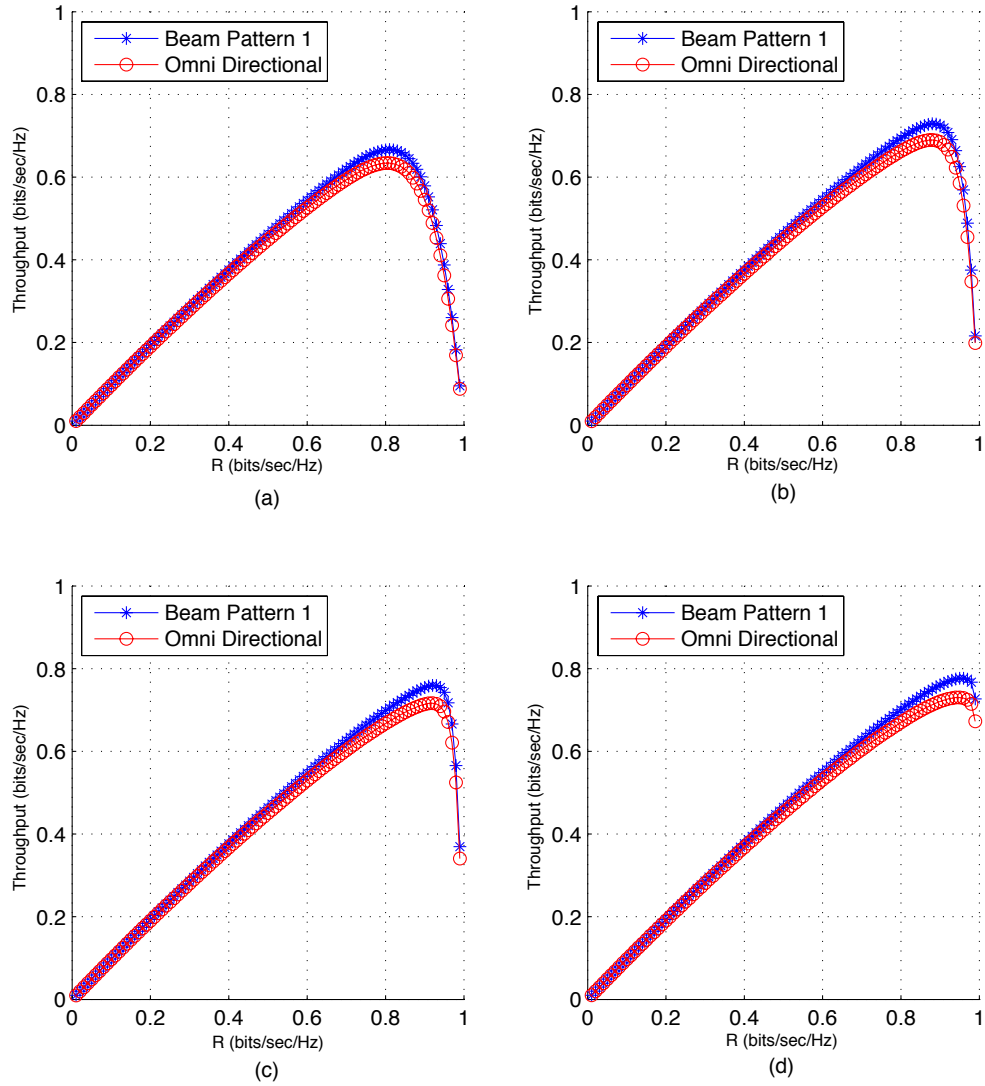 1
Beam Pattern 1
Omni Directional
0.8
0.6
0.4
0.2
0
Throughput (bits/sec/Hz)
0 0.2 0.4 0.6 0.8 1
R (bits/sec/Hz)
(a)
1
Beam Pattern 1
Omni Directional
0.8
0.6
0.4
0.2
0
Throughput (bits/sec/Hz)
0 0.2 0.4 0.6 0.8 1
R (bits/sec/Hz)
(b)
1
Beam Pattern 1
Omni Directional
0.8
0.6
0.4
0.2
0
Throughput (bits/sec/Hz)
0 0.2 0.4 0.6 0.8 1
R (bits/sec/Hz)
(c)
1
Beam Pattern 1
Omni Directional
0.8
0.6
0.4
0.2
0
Throughput (bits/sec/Hz)
0 0.2 0.4 0.6 0.8 1
R (bits/sec/Hz)
(d)